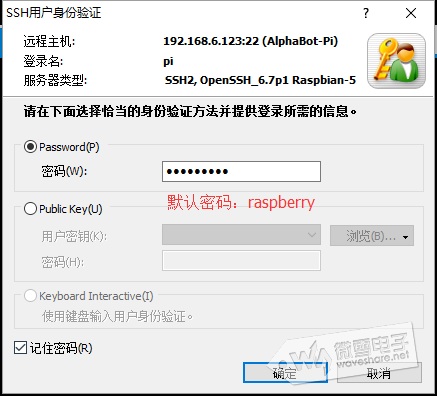 SSH用户身份验证
远程主机: 192.168.6.123:22 (AlphaBot-Pi)
登录名: pi
服务器类型: SSH2, OpenSSH_6.7p1 Raspbian-5
请在下面选择恰当的身份验证方法并提供登录所需的信息。
Password(P)
密码(W): •••••••••
默认密码：raspberry
Public Key(U)
用户密钥(K): 浏览(B)...
密码(H):
Keyboard Interactive(I)
使用键盘输入用户身份验证。
记住密码(R)
确定 取消
微雪电子
waveshare.net